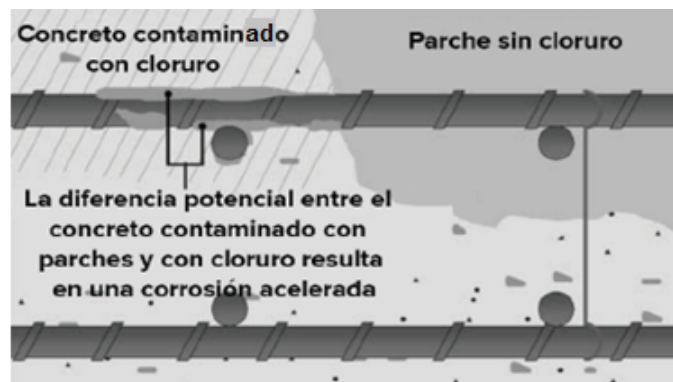 Concreto contaminado
con cloruro
Parche sin cloruro
La diferencia potencial entre el
concreto contaminado con
parches y con cloruro resulta
en una corrosión acelerada